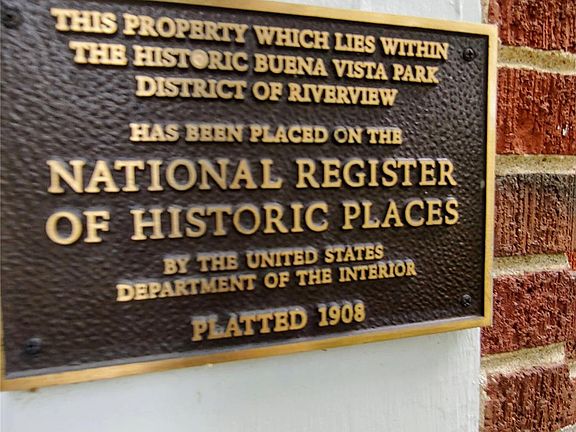 THIS PROPERTY WHICH LIES WITHIN
THE HISTORIC BUENA VISTA PARK
DISTRICT OF RIVERVIEW
HAS BEEN PLACED ON THE
NATIONAL REGISTER
OF HISTORIC PLACES
BY THE UNITED STATES
DEPARTMENT OF THE INTERIOR
PLATTED 1908